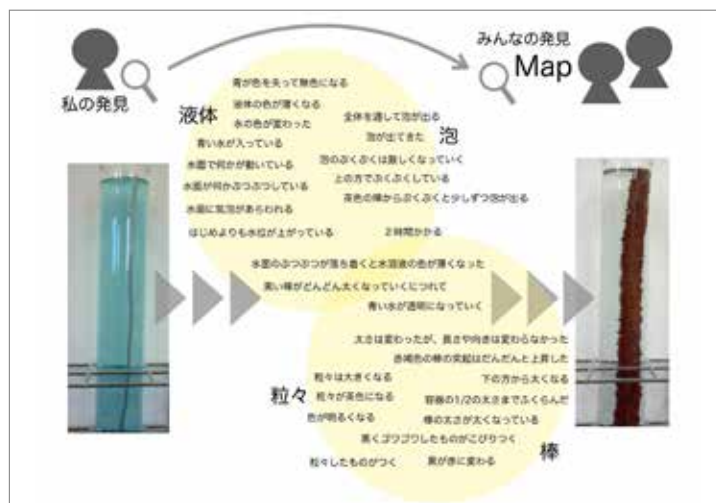 みんなの発見
Map
私の発見
青が色を失って無色になる
液体の色が薄くなる
液体
水の色が変わった
全体を通して泡が出る
泡
泡が出てきた
青い水が入っている
水面で何かが動いている
泡のぷくぷくは激しくなっていく
上の方でぷくぷくしている
水面が何かぷつぷつしている
茶色の棒からぷくぷくと少しずつ泡が出る
水面に気泡があらわれる
はじめよりも水位が上がっている
2時間かかる
水面のぷつぷつが落ち着くと水溶液の色が薄くなった
黒い棒がどんどん太くなっていくにつれて
青い水が透明になっていく
太さは変わったが、長さや向きは変わらなかった
赤褐色の棒の突起はだんだんと上昇した
粒々は大きくなる
下の方から太くなる
粒々
粒々が茶色になる
容器の1/2の太さまでふくらんだ
色が明るくなる
棒の太さが太くなっている
黒くゴワゴワしたものがこびりつく
棒
粒々したものがつく
黒が赤に変わる